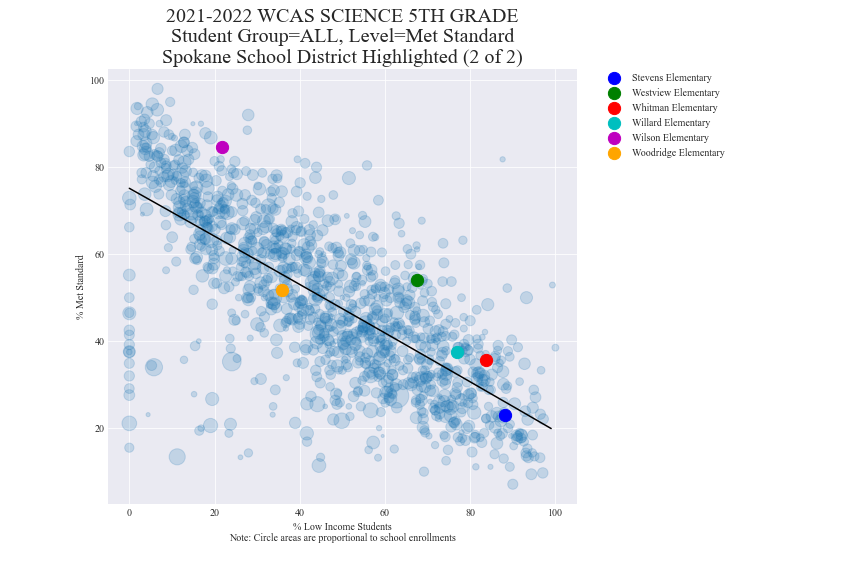 2021-2022 WCAS SCIENCE 5TH GRADE
Student Group=ALL, Level=Met Standard
Spokane School District Highlighted (2 of 2)
Stevens Elementary
Westview Elementary
Whitman Elementary
Willard Elementary
Wilson Elementary
Woodridge Elementary
% Met Standard
100
80
60
40
20
0 20 40 60 80 100
% Low Income Students
Note: Circle areas are proportional to school enrollments